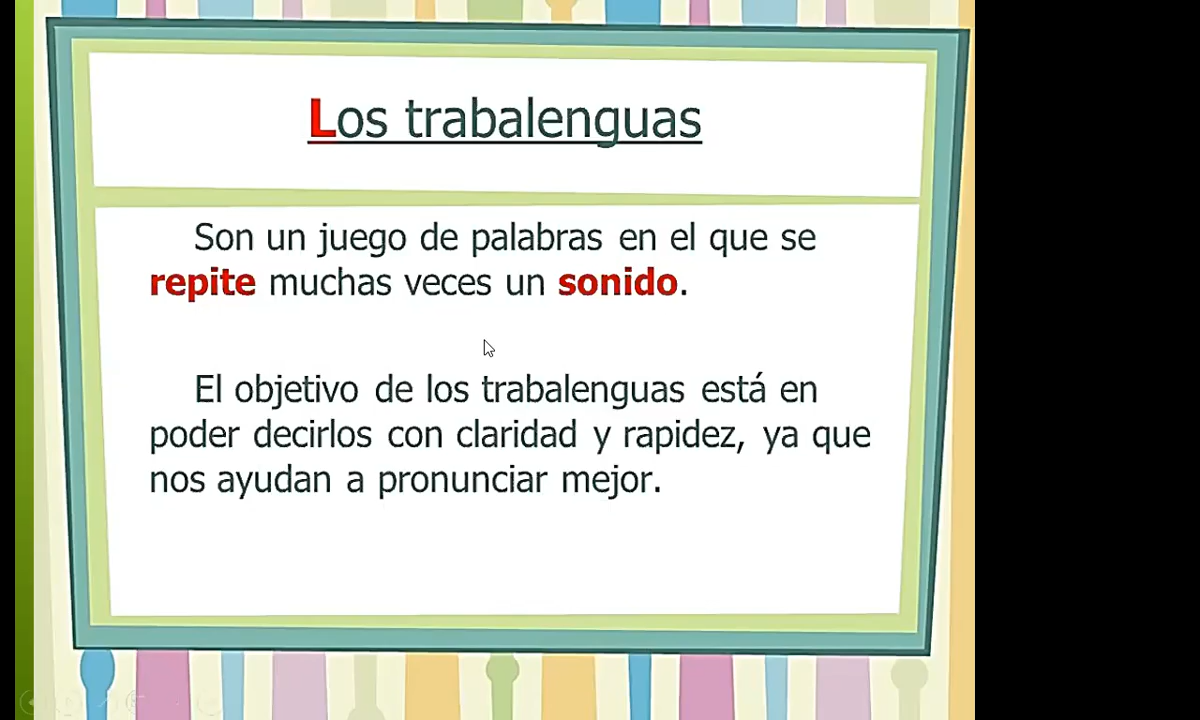 Los trabalenguas
Son un juego de palabras en el que se
repite muchas veces un sonido.
El objetivo de los trabalenguas está en
poder decirlos con claridad y rapidez, ya que
nos ayudan a pronunciar mejor.